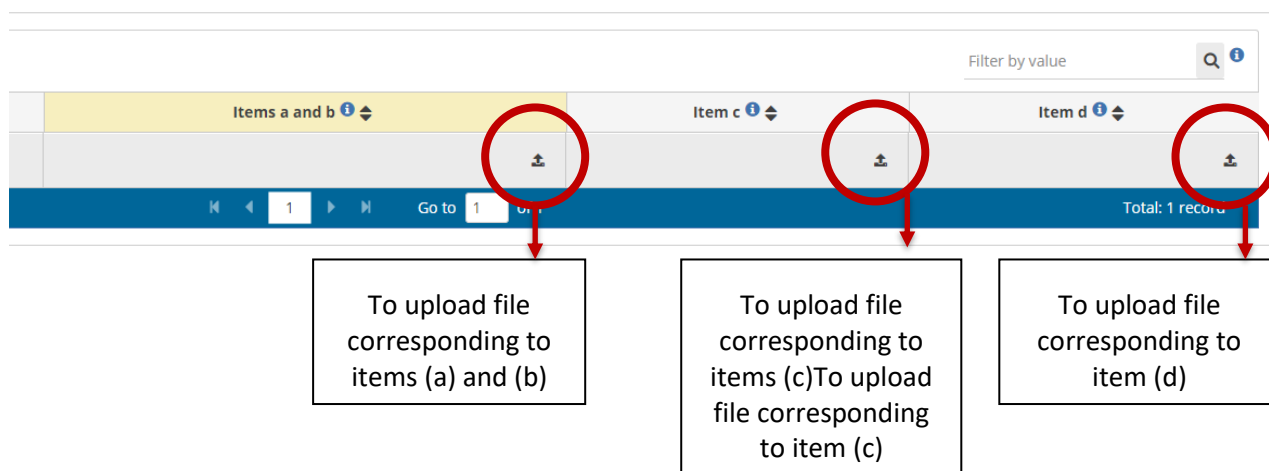 Filter by value
Items a and b
Item c
Item d
1
Go to 1
Total: 1 record
To upload file
corresponding to
items (a) and (b)
To upload file
corresponding to
items (c)To upload
file corresponding
to item (c)
To upload file
corresponding to
item (d)